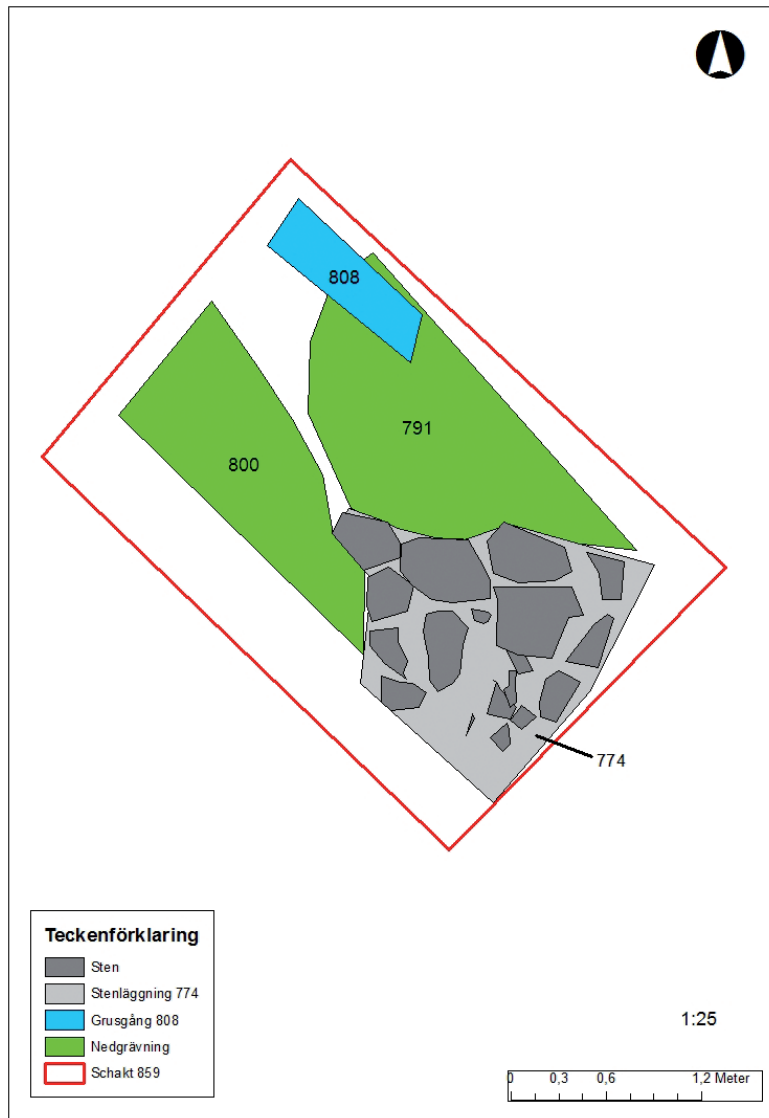 808
791
800
774
Teckenförklaring
Sten
Stenläggning 774
Grusgång 808
Nedgrävning
Schakt 859
1:25
0 0,3 0,6 1,2 Meter